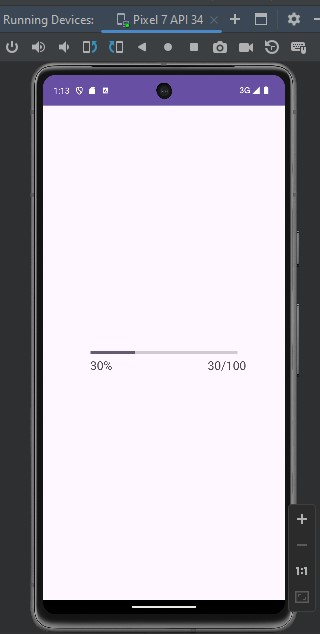 Running Devices: Pixel 7 API 34
1:13 3G
30% 30/100
1:1